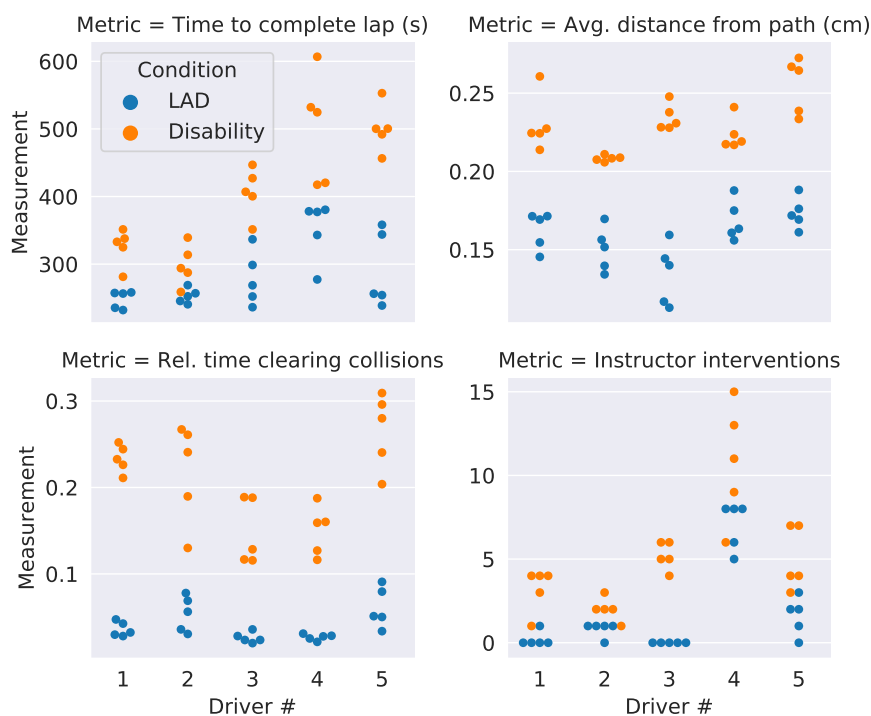 Metric = Time to complete lap (s)
Metric = Avg. distance from path (cm)
Condition
LAD
Disability
Measurement
600
500
400
300
0.25
0.20
0.15
Metric = Rel. time clearing collisions
Metric = Instructor interventions
Measurement
0.3
0.2
0.1
15
10
5
0
1 2 3 4 5
Driver #
1 2 3 4 5
Driver #